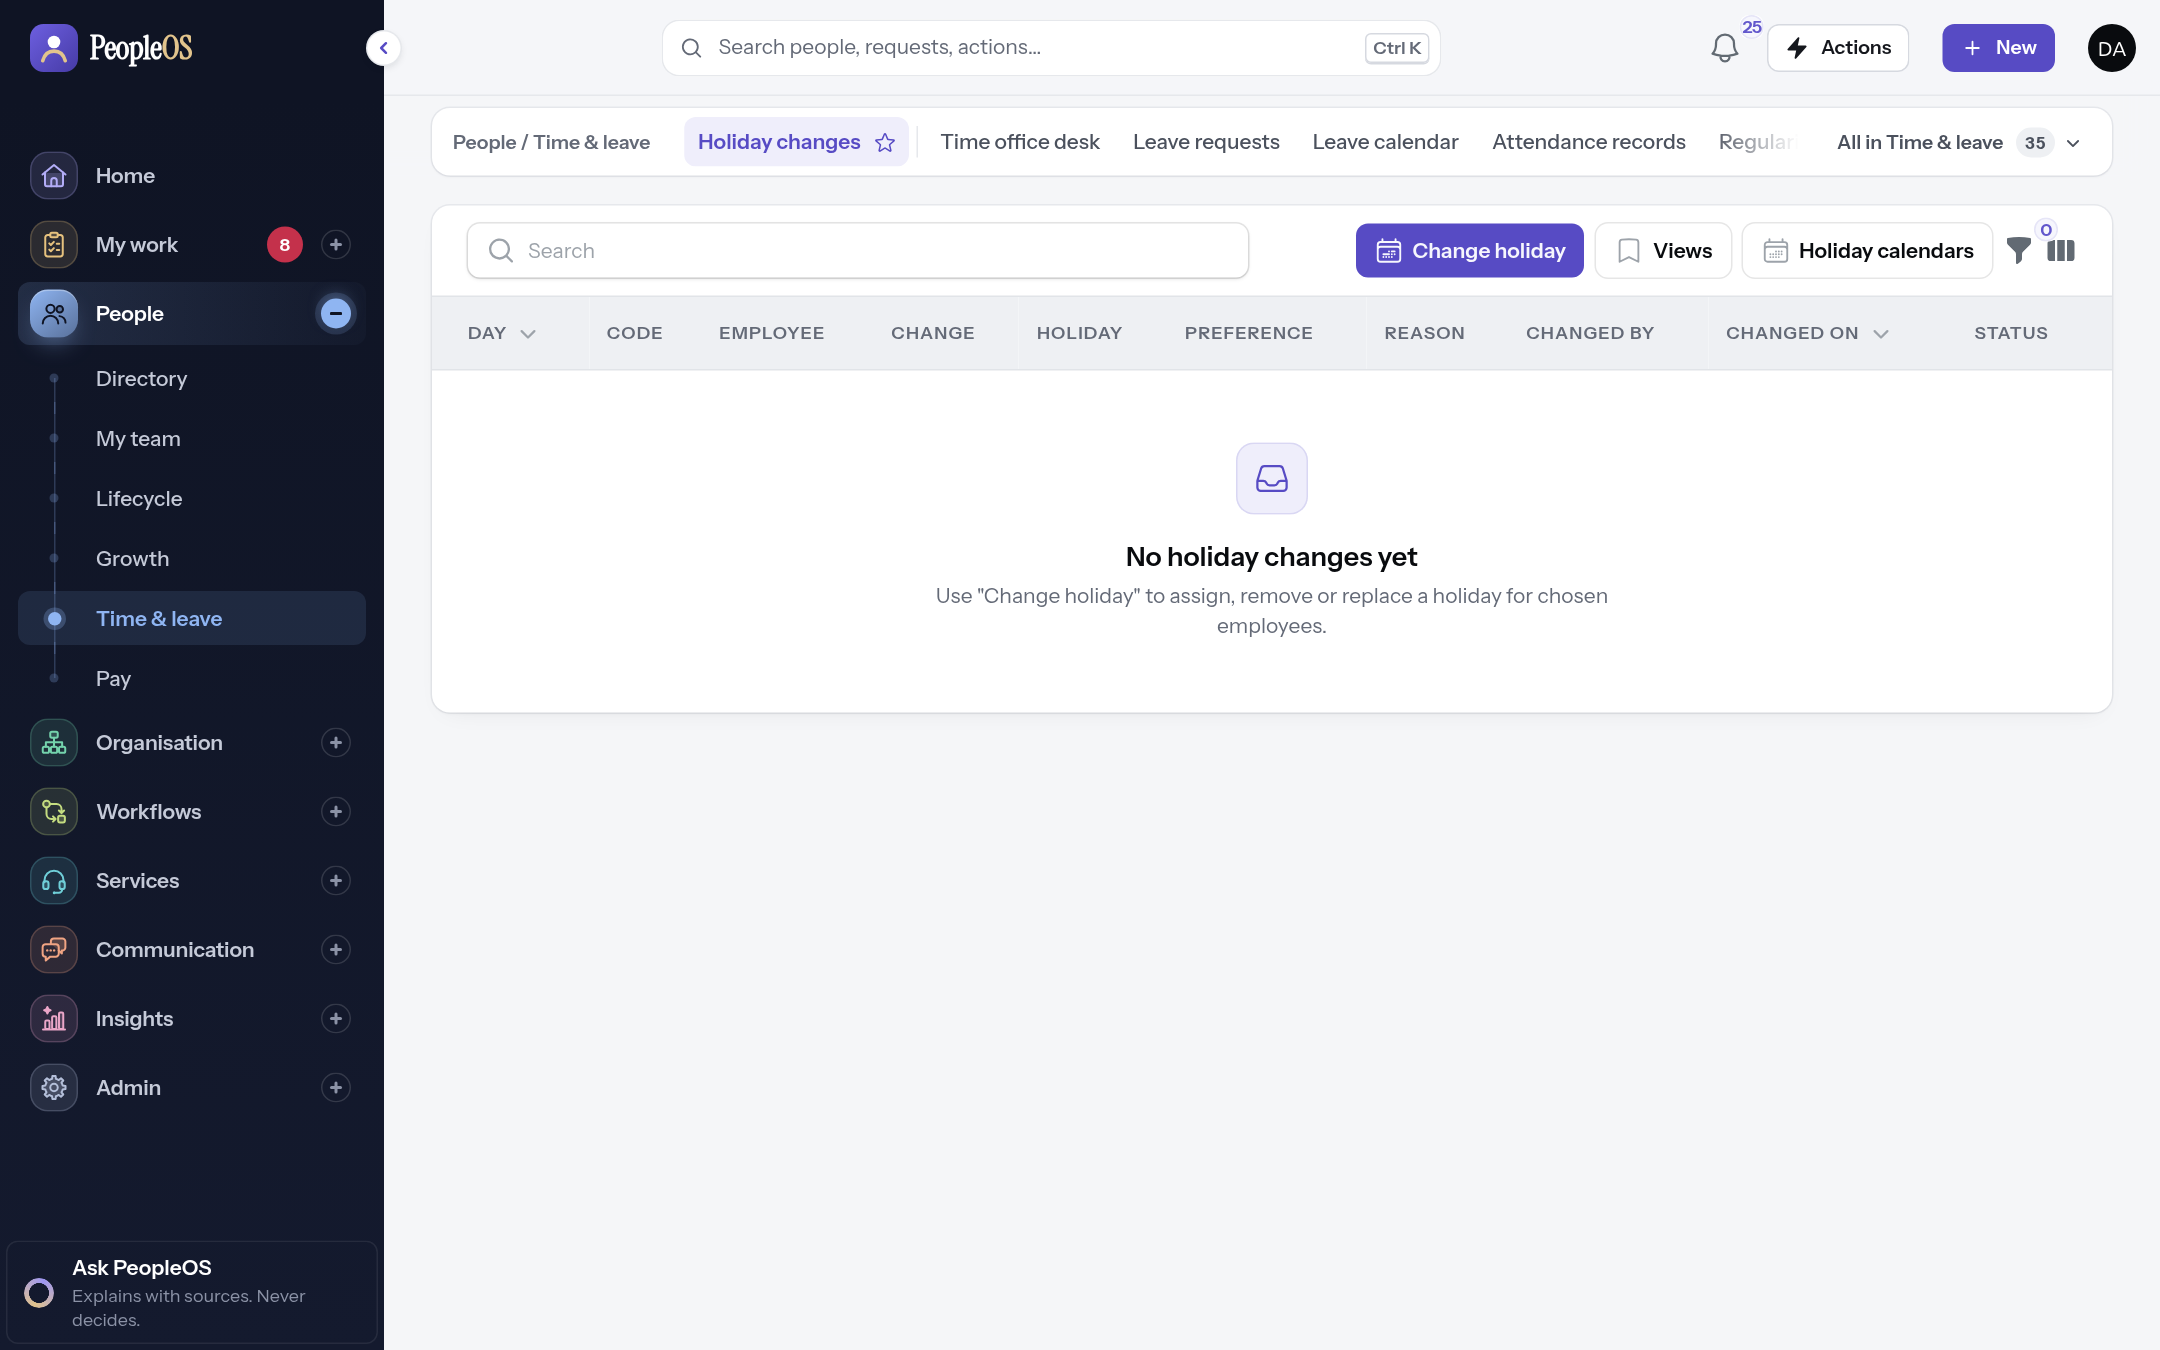 PeopleOS
Search people, requests, actions...
Ctrl K
25
Actions
New
DA
Home
My work
8
People
Directory
My team
Lifecycle
Growth
Time & leave
Pay
Organisation
Workflows
Services
Communication
Insights
Admin
Ask PeopleOS
Explains with sources. Never
decides.
People / Time & leave
Holiday changes
Time office desk
Leave requests
Leave calendar
Attendance records
Regular
All in Time & leave
35
Search
Change holiday
Views
Holiday calendars
0
DAY
CODE
EMPLOYEE
CHANGE
HOLIDAY
PREFERENCE
REASON
CHANGED BY
CHANGED ON
STATUS
No holiday changes yet
Use "Change holiday" to assign, remove or replace a holiday for chosen
employees.